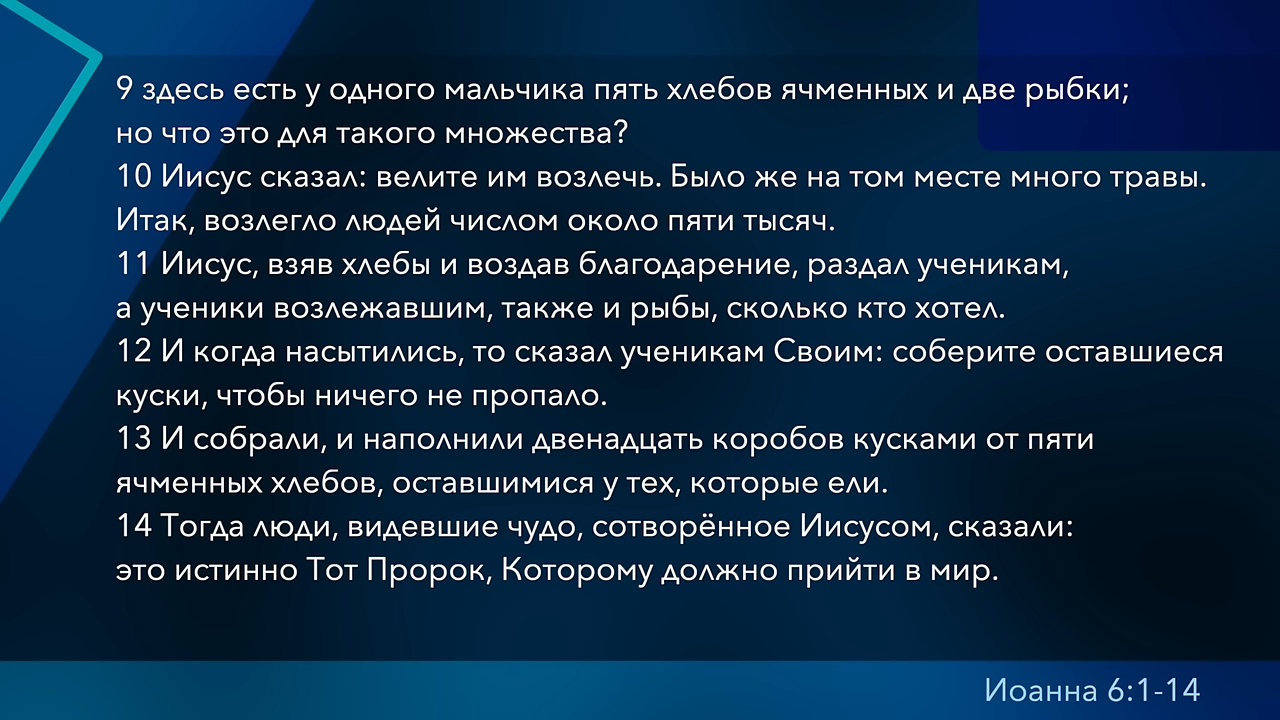 9 здесь есть у одного мальчика пять хлебов ячменных и две рыбки;
но что это для такого множества?
10 Иисус сказал: велите им возлечь. Было же на том месте много травы.
Итак, возлегло людей числом около пяти тысяч.
11 Иисус, взяв хлебы и воздав благодарение, раздал ученикам,
а ученики возлежавшим, также и рыбы, сколько кто хотел.
12 И когда насытились, то сказал ученикам Своим: соберите оставшиеся
куски, чтобы ничего не пропало.
13 И собрали, и наполнили двенадцать коробов кусками от пяти
ячменных хлебов, оставшимися у тех, которые ели.
14 Тогда люди, видевшие чудо, сотворённое Иисусом, сказали:
это истинно Тот Пророк, Которому должно прийти в мир.
Иоанна 6:1-14